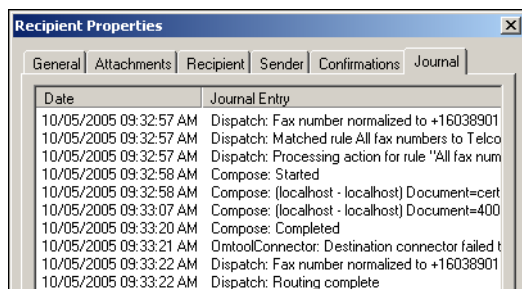 Recipient Properties
General Attachments Recipient Sender Confirmations Journal
Date Journal Entry
10/05/2005 09:32:57 AM Dispatch: Fax number normalized to +16038901
10/05/2005 09:32:57 AM Dispatch: Matched rule All fax numbers to Telco
10/05/2005 09:32:57 AM Dispatch: Processing action for rule "All fax num
10/05/2005 09:32:58 AM Compose: Started
10/05/2005 09:32:58 AM Compose: (localhost - localhost) Document=cert
10/05/2005 09:33:07 AM Compose: (localhost - localhost) Document=400
10/05/2005 09:33:20 AM Compose: Completed
10/05/2005 09:33:21 AM OmtoolConnector: Destination connector failed t
10/05/2005 09:33:22 AM Dispatch: Fax number normalized to +16038901
10/05/2005 09:33:22 AM Dispatch: Routing complete